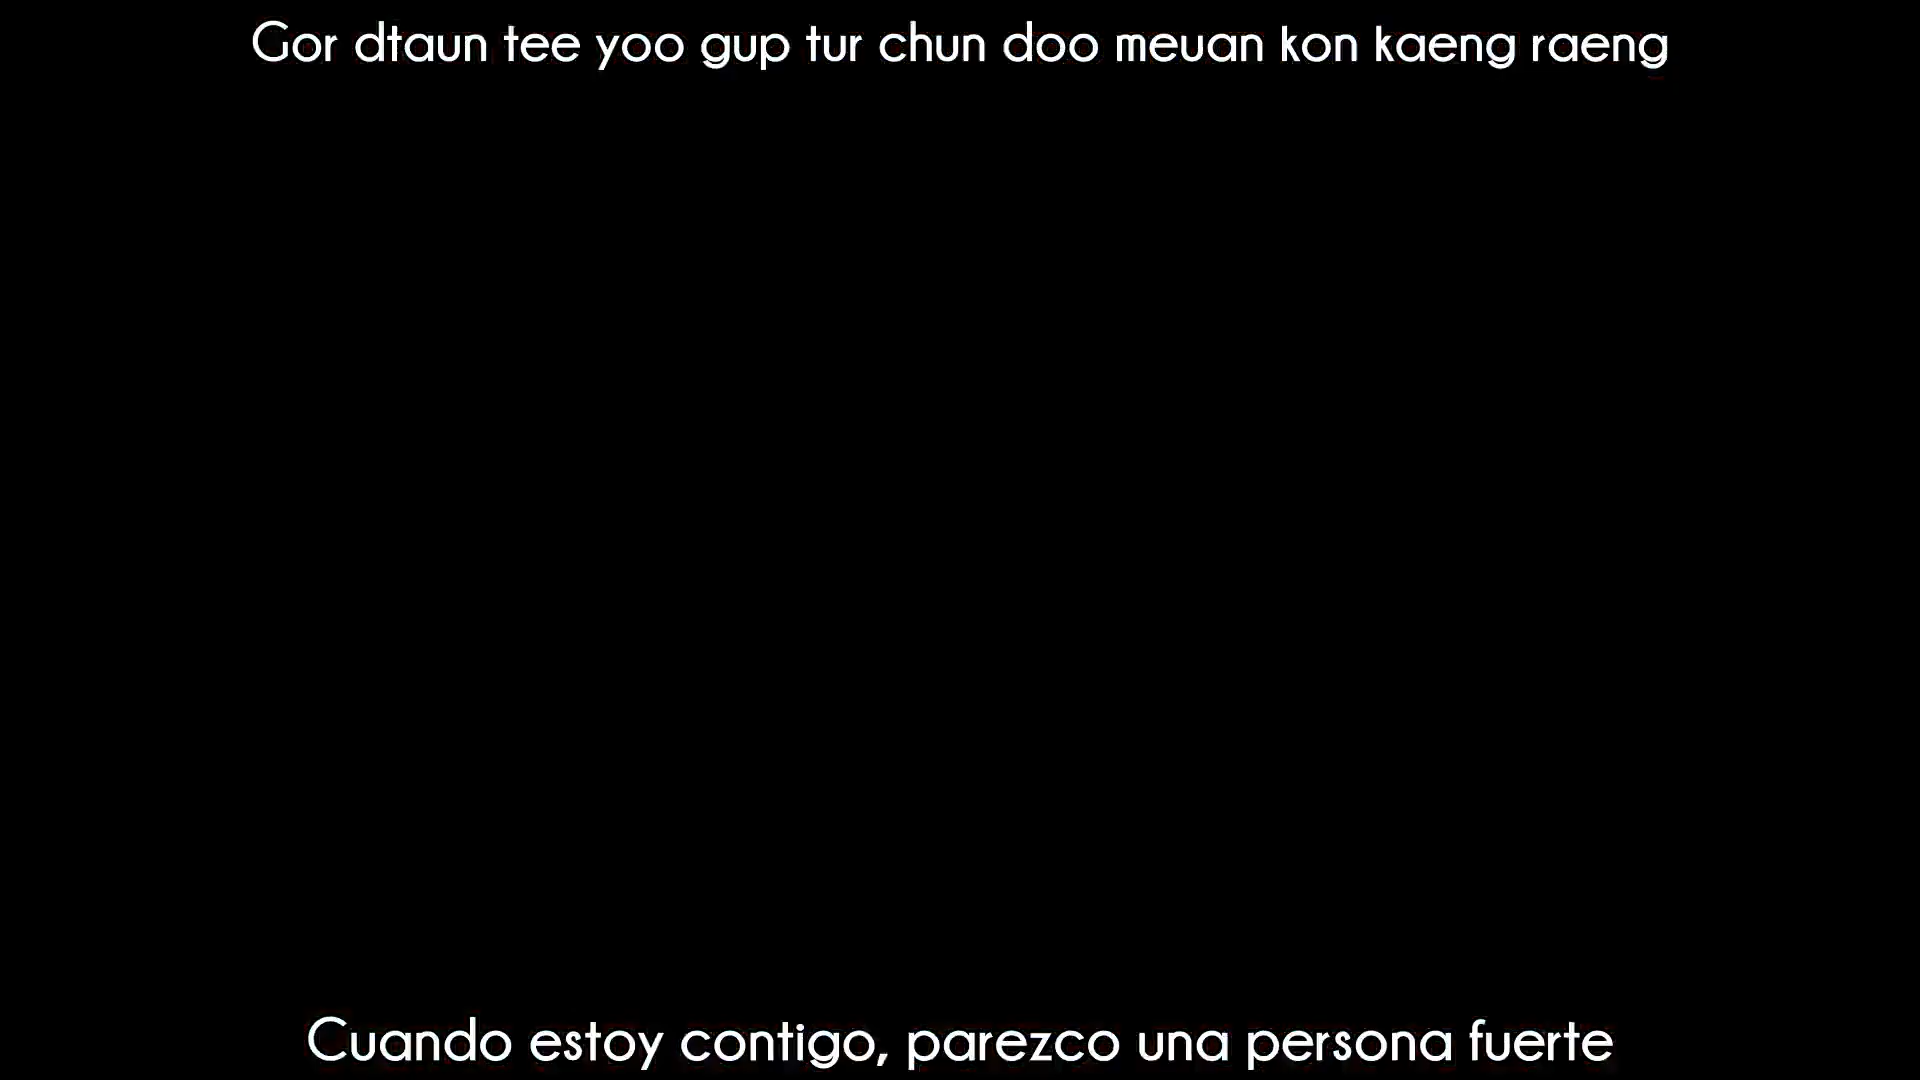 Gor dtaun tee yoo gup tur chun doo meuan kon kaeng raeng
Cuando estoy contigo, parezco una persona fuerte